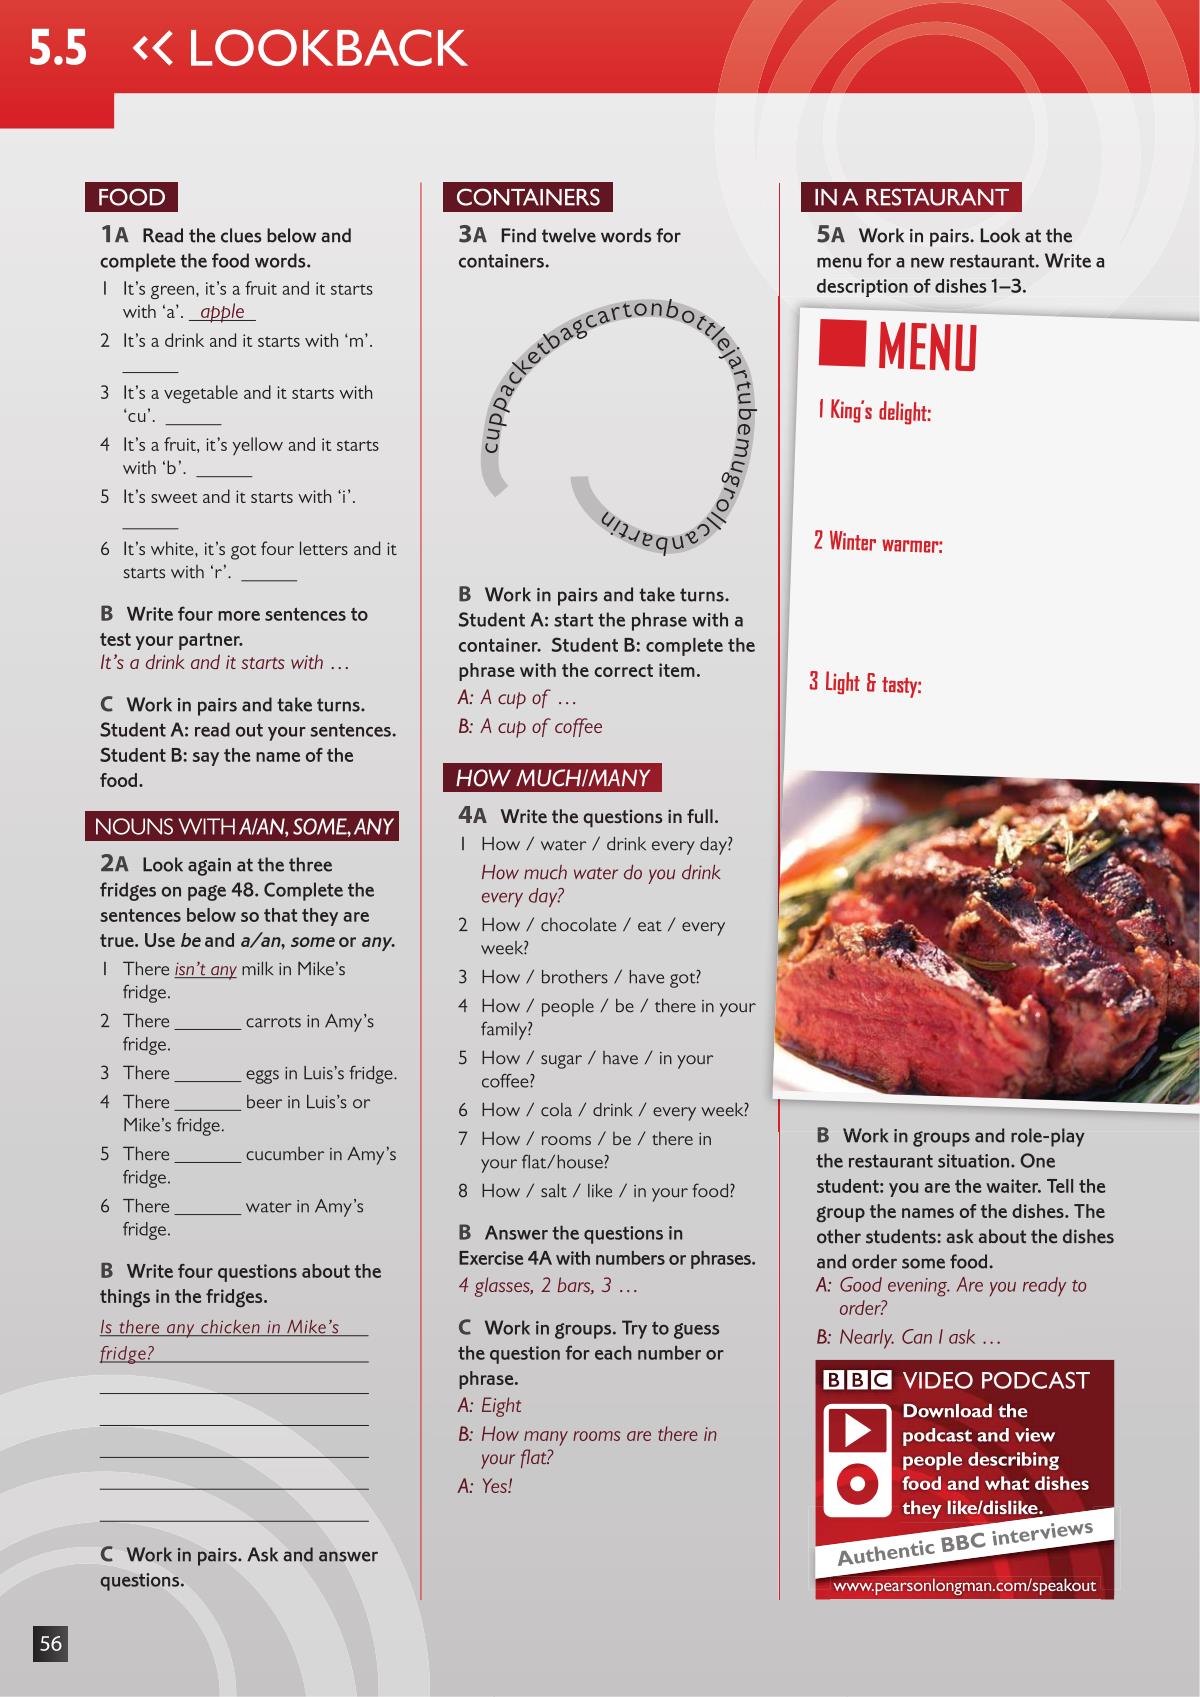 5.5 << LOOKBACK
FOOD
1A Read the clues below and
complete the food words.
1 It’s green, it’s a fruit and it starts
with ‘a’. apple
2 It’s a drink and it starts with ‘m’.
______
3 It’s a vegetable and it starts with
‘cu’. ______
4 It’s a fruit, it’s yellow and it starts
with ‘b’. ______
5 It’s sweet and it starts with ‘i’.
______
6 It’s white, it’s got four letters and it
starts with ‘r’. ______
B Write four more sentences to
test your partner.
It’s a drink and it starts with …
C Work in pairs and take turns.
Student A: read out your sentences.
Student B: say the name of the
food.
NOUNS WITH A/AN, SOME, ANY
2A Look again at the three
fridges on page 48. Complete the
sentences below so that they are
true. Use be and a/an, some or any.
1 There isn’t any milk in Mike’s
fridge.
2 There _______ carrots in Amy’s
fridge.
3 There _______ eggs in Luis’s fridge.
4 There _______ beer in Luis’s or
Mike’s fridge.
5 There _______ cucumber in Amy’s
fridge.
6 There _______ water in Amy’s
fridge.
B Write four questions about the
things in the fridges.
Is there any chicken in Mike’s
fridge?
C Work in pairs. Ask and answer
questions.
CONTAINERS
3A Find twelve words for
containers.
cuppacketbagcartonbottlejartubemugrollcanbartin
B Work in pairs and take turns.
Student A: start the phrase with a
container. Student B: complete the
phrase with the correct item.
A: A cup of …
B: A cup of coffee
HOW MUCH/MANY
4A Write the questions in full.
1 How / water / drink every day?
How much water do you drink
every day?
2 How / chocolate / eat / every
week?
3 How / brothers / have got?
4 How / people / be / there in your
family?
5 How / sugar / have / in your
coffee?
6 How / cola / drink / every week?
7 How / rooms / be / there in
your flat/house?
8 How / salt / like / in your food?
B Answer the questions in
Exercise 4A with numbers or phrases.
4 glasses, 2 bars, 3 …
C Work in groups. Try to guess
the question for each number or
phrase.
A: Eight
B: How many rooms are there in
your flat?
A: Yes!
IN A RESTAURANT
5A Work in pairs. Look at the
menu for a new restaurant. Write a
description of dishes 1–3.
MENU
1 King’s delight:
2 Winter warmer:
3 Light & tasty:
B Work in groups and role-play
the restaurant situation. One
student: you are the waiter. Tell the
group the names of the dishes. The
other students: ask about the dishes
and order some food.
A: Good evening. Are you ready to
order?
B: Nearly. Can I ask …
BBC VIDEO PODCAST
Download the
podcast and view
people describing
food and what dishes
they like/dislike.
Authentic BBC interviews
www.pearsonlongman.com/speakout
56